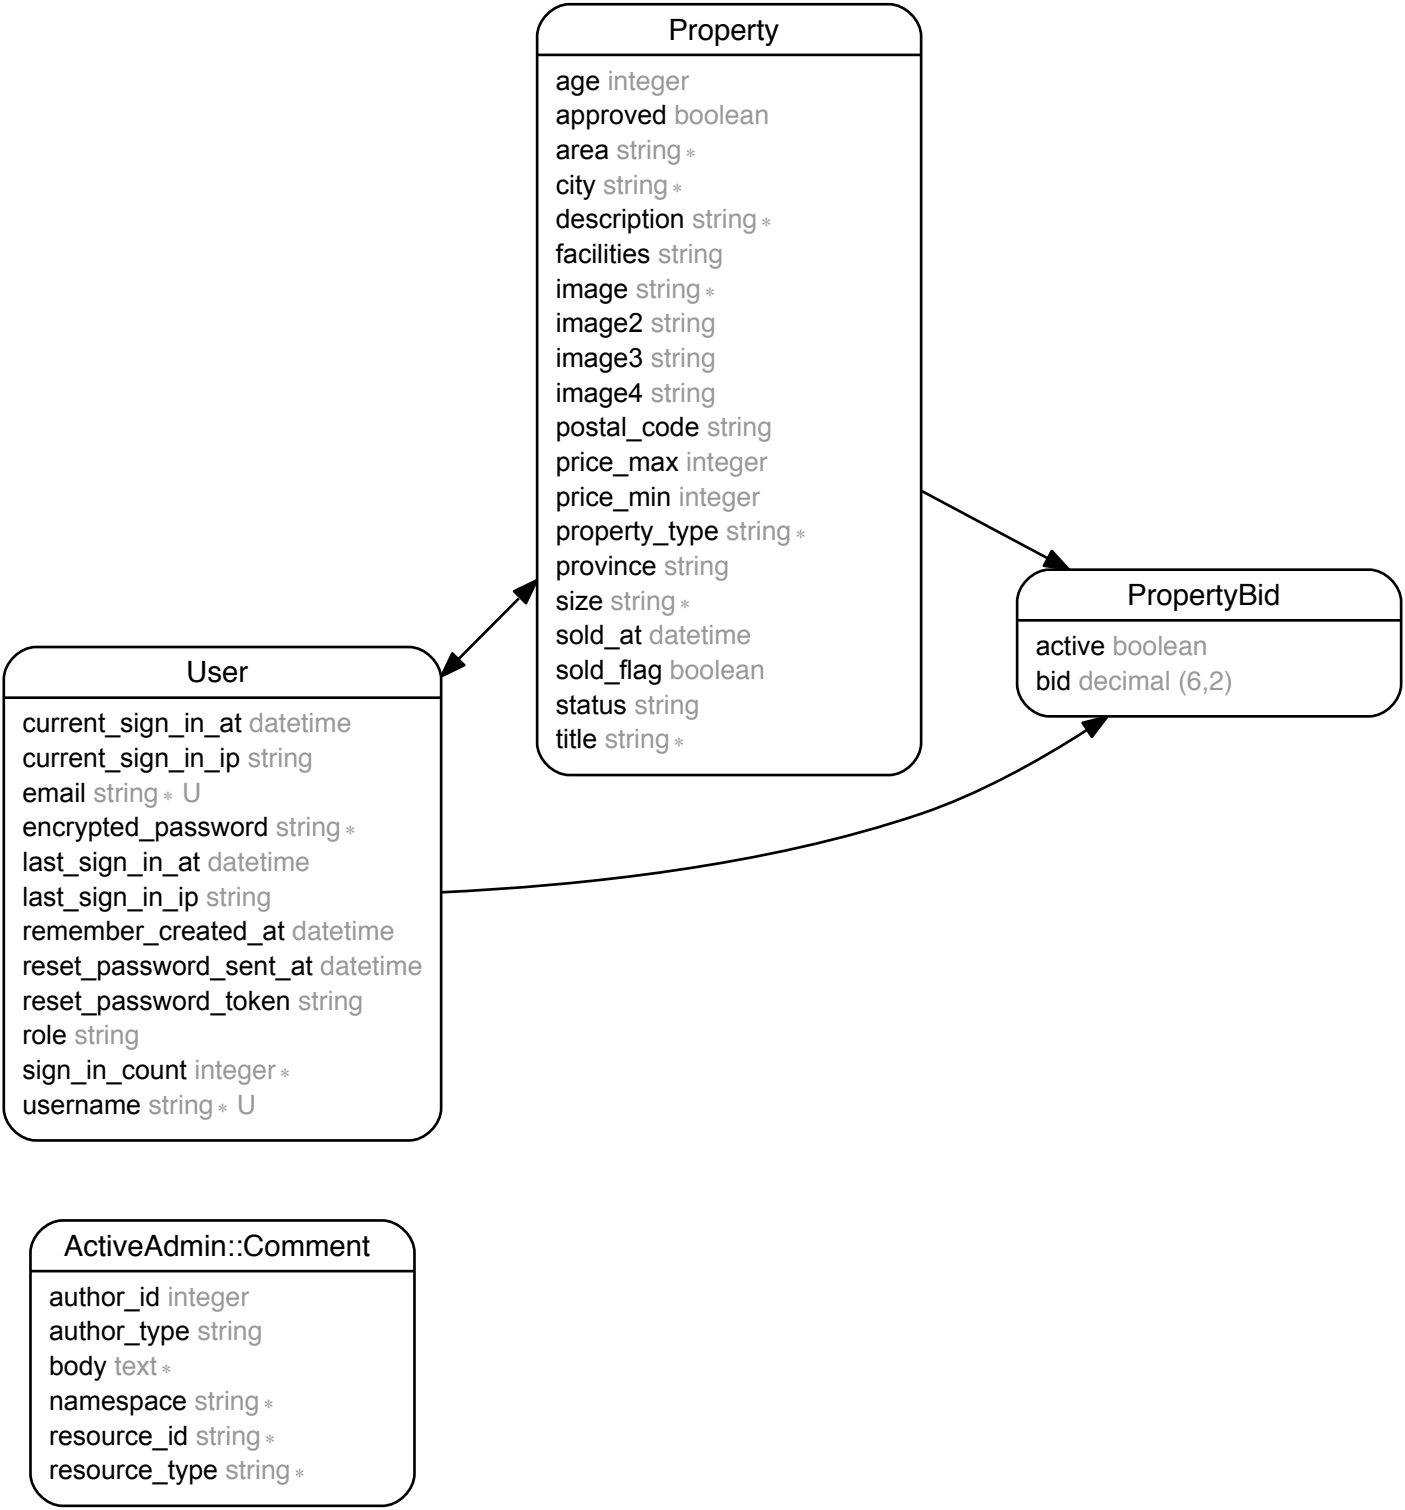 Property
age integer
approved boolean
area string *
city string *
description string *
facilities string
image string *
image2 string
image3 string
image4 string
postal_code string
price_max integer
price_min integer
property_type string *
province string
size string *
sold_at datetime
sold_flag boolean
status string
title string *
PropertyBid
active boolean
bid decimal (6,2)
User
current_sign_in_at datetime
current_sign_in_ip string
email string * U
encrypted_password string *
last_sign_in_at datetime
last_sign_in_ip string
remember_created_at datetime
reset_password_sent_at datetime
reset_password_token string
role string
sign_in_count integer *
username string * U
ActiveAdmin::Comment
author_id integer
author_type string
body text *
namespace string *
resource_id string *
resource_type string *